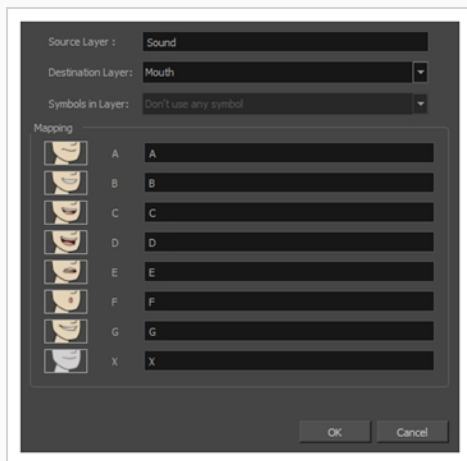 Source Layer : Sound
Destination Layer: Mouth
Symbols in Layer: Don't use any symbol
Mapping
A A
B B
C C
D D
E E
F F
G G
X X
OK Cancel